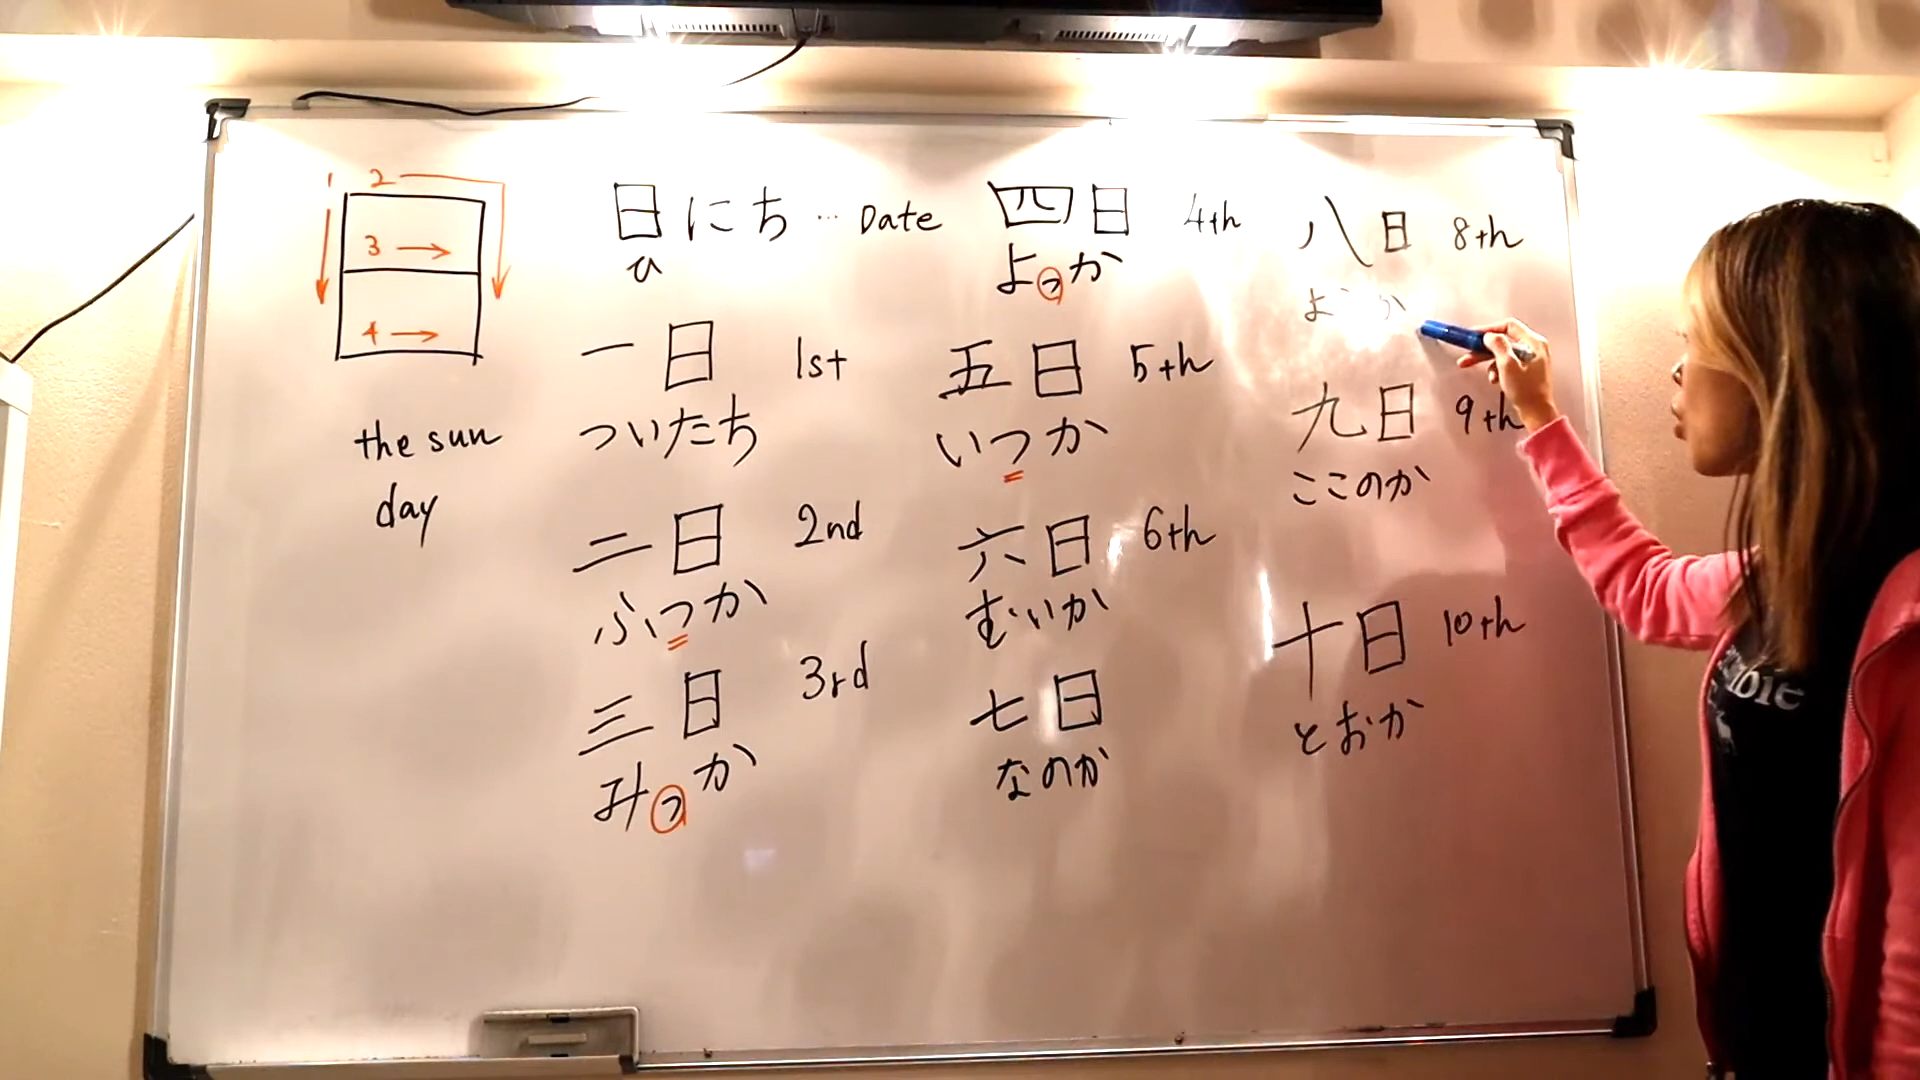 1 2
3 →
4 →
the sun
day
日にち … Date
ひ
一日 1st
ついたち
二日 2nd
ふつか
三日 3rd
みっか
四日 4th
よっか
五日 5th
いつか
六日 6th
むいか
七日
なのか
八日 8th
九日 9th
ここのか
十日 10th
とおか